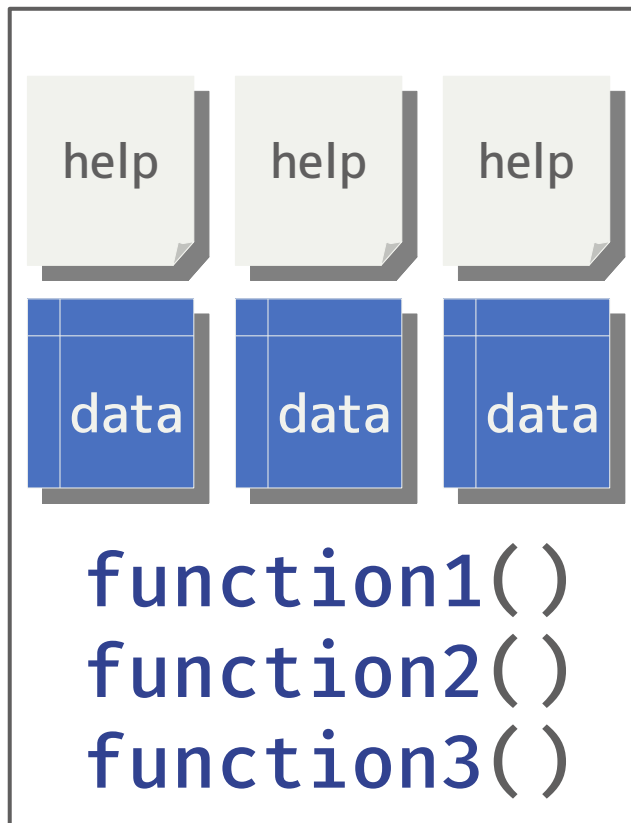 help help help
data data data
function1()
function2()
function3()